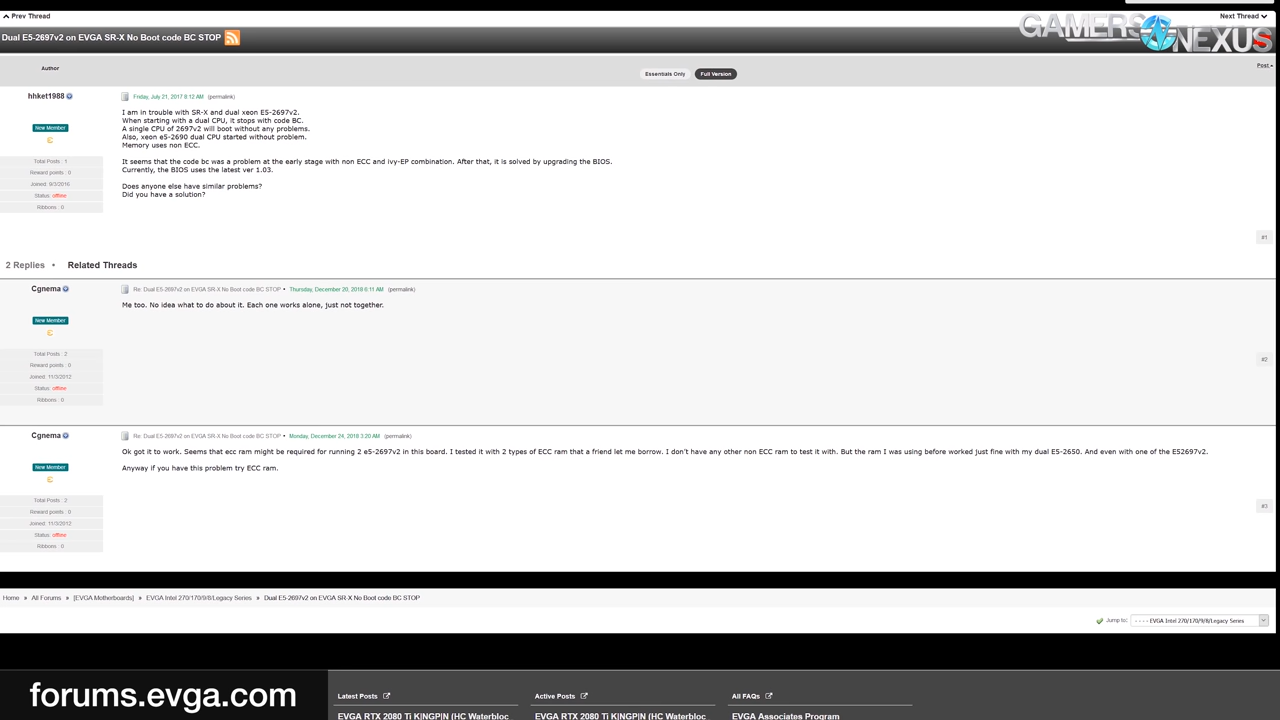 Prev Thread
Next Thread
GAMERS NEXUS
Dual E5-2697v2 on EVGA SR-X No Boot code BC STOP
Author
Essentials Only
Full Version
Post
hhket1988
Friday, July 21, 2017 8:12 AM (permalink)
New Member
Total Posts : 1
Reward points : 0
Joined: 9/3/2016
Status: offline
Ribbons : 0
I am in trouble with SR-X and dual xeon E5-2697v2.
When starting with a dual CPU, it stops with code BC.
A single CPU of 2697v2 will boot without any problems.
Also, xeon e5-2690 dual CPU started without problem.
Memory uses non ECC.
It seems that the code bc was a problem at the early stage with non ECC and ivy-EP combination. After that, it is solved by upgrading the BIOS.
Currently, the BIOS uses the latest ver 1.03.
Does anyone else have similar problems?
Did you have a solution?
#1
2 Replies • Related Threads
Cgnema
Re: Dual E5-2697v2 on EVGA SR-X No Boot code BC STOP • Thursday, December 20, 2018 6:11 AM (permalink)
New Member
Total Posts : 2
Reward points : 0
Joined: 11/3/2012
Status: offline
Ribbons : 0
Me too. No idea what to do about it. Each one works alone, just not together.
#2
Cgnema
Re: Dual E5-2697v2 on EVGA SR-X No Boot code BC STOP • Monday, December 24, 2018 3:20 AM (permalink)
New Member
Total Posts : 2
Reward points : 0
Joined: 11/3/2012
Status: offline
Ribbons : 0
Ok got it to work. Seems that ecc ram might be required for running 2 e5-2697v2 in this board. I tested it with 2 types of ECC ram that a friend let me borrow. I don't have any other non ECC ram to test it with. But the ram I was using before worked just fine with my dual E5-2650. And even with one of the E52697v2.
Anyway if you have this problem try ECC ram.
#3
Home » All Forums » [EVGA Motherboards] » EVGA Intel 270/170/9/8/Legacy Series » Dual E5-2697v2 on EVGA SR-X No Boot code BC STOP
Jump to: - - - - EVGA Intel 270/170/9/8/Legacy Series
forums.evga.com
Latest Posts
Active Posts
All FAQs
EVGA RTX 2080 Ti K|NGP|N (HC Waterbloc
EVGA RTX 2080 Ti K|NGP|N (HC Waterbloc
EVGA Associates Program